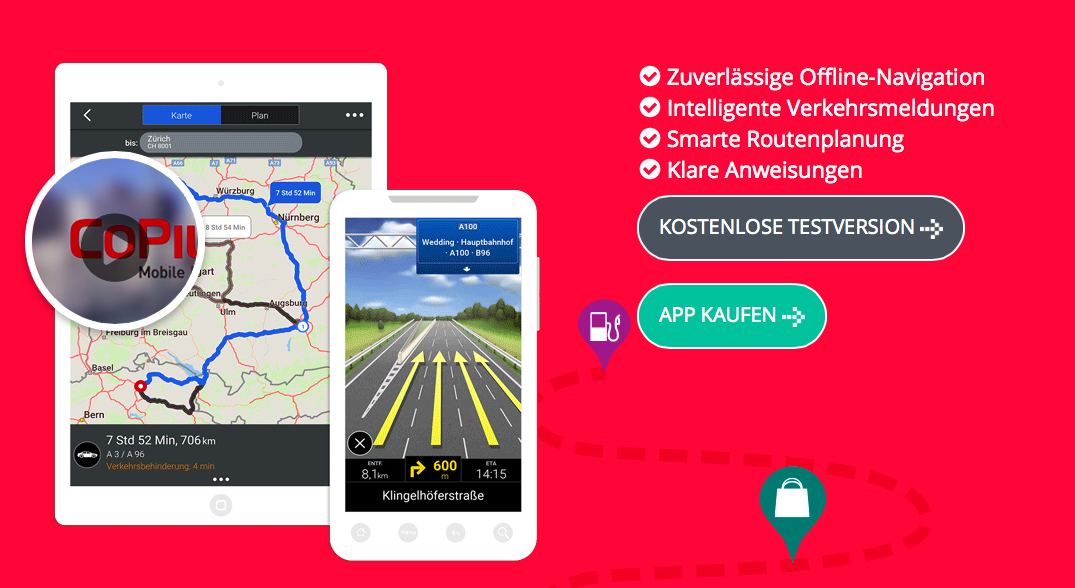 Zuverlässige Offline-Navigation
Intelligente Verkehrsmeldungen
Smarte Routenplanung
Klare Anweisungen
KOSTENLOSE TESTVERSION
APP KAUFEN
Karte
Plan
bis:
Zürich
CH 8001
Würzburg
7 Std 52 Min
Nürnberg
8 Std 54 Min
CoPil
Mobile
Ulm
Augsburg
1
Freiburg im Breisgau
Basel
Bern
7 Std 52 Min, 706 km
A 3 / A 96
Verkehrsbehinderung: 4 min
A100
Wedding · Hauptbahnhof
· A100 · B96
ENTF.
8,1km
600
m
ETA
14:15
Klingelhöferstraße